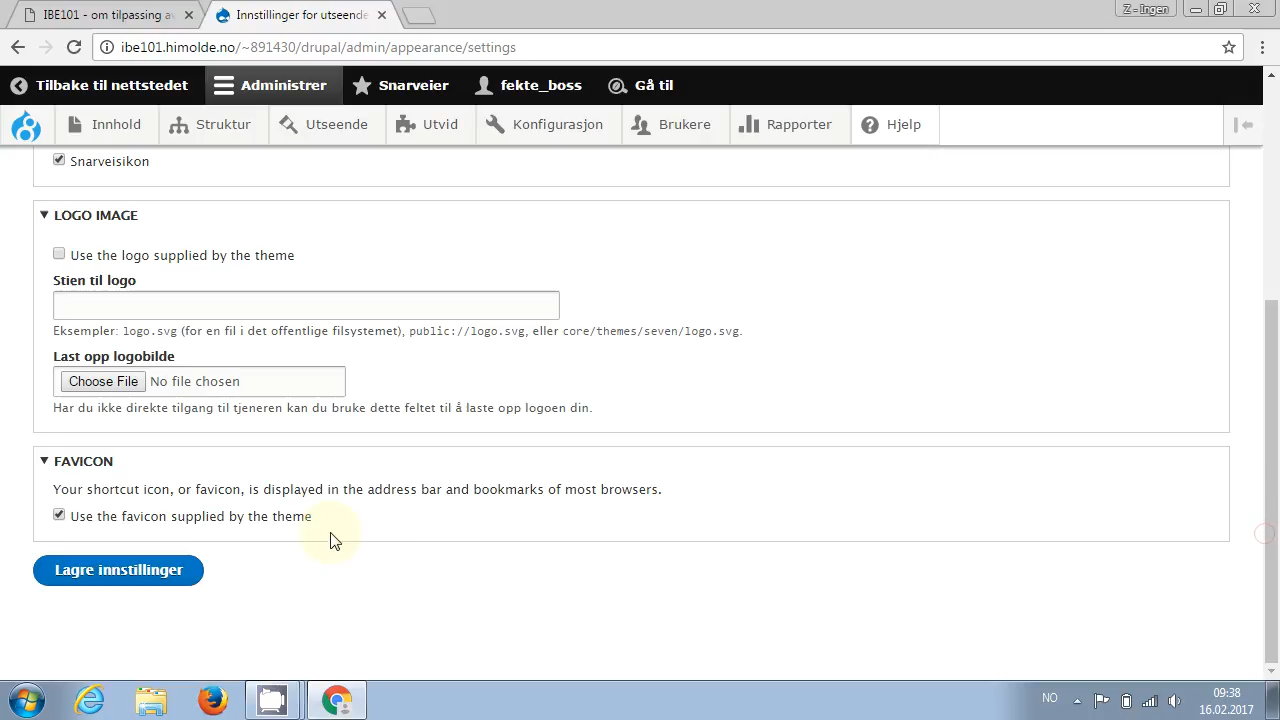 IBE101 - om tilpasning av
Innstillinger for utseende
Z - Ingen
ibe101.himolde.no/~891430/drupal/admin/appearance/settings
Tilbake til nettstedet
Administrer
Snarveier
fekte_boss
Gå til
Innhold
Struktur
Utseende
Utvid
Konfigurasjon
Brukere
Rapporter
Hjelp
Snarveisikon
LOGO IMAGE
Use the logo supplied by the theme
Stien til logo
Eksempler: logo.svg (for en fil i det offentlige filsystemet), public://logo.svg, eller core/themes/seven/logo.svg.
Last opp logobilde
Choose File No file chosen
Har du ikke direkte tilgang til tjeneren kan du bruke dette feltet til å laste opp logoen din.
FAVICON
Your shortcut icon, or favicon, is displayed in the address bar and bookmarks of most browsers.
Use the favicon supplied by the theme
Lagre innstillinger
NO
09:38
16.02.2017